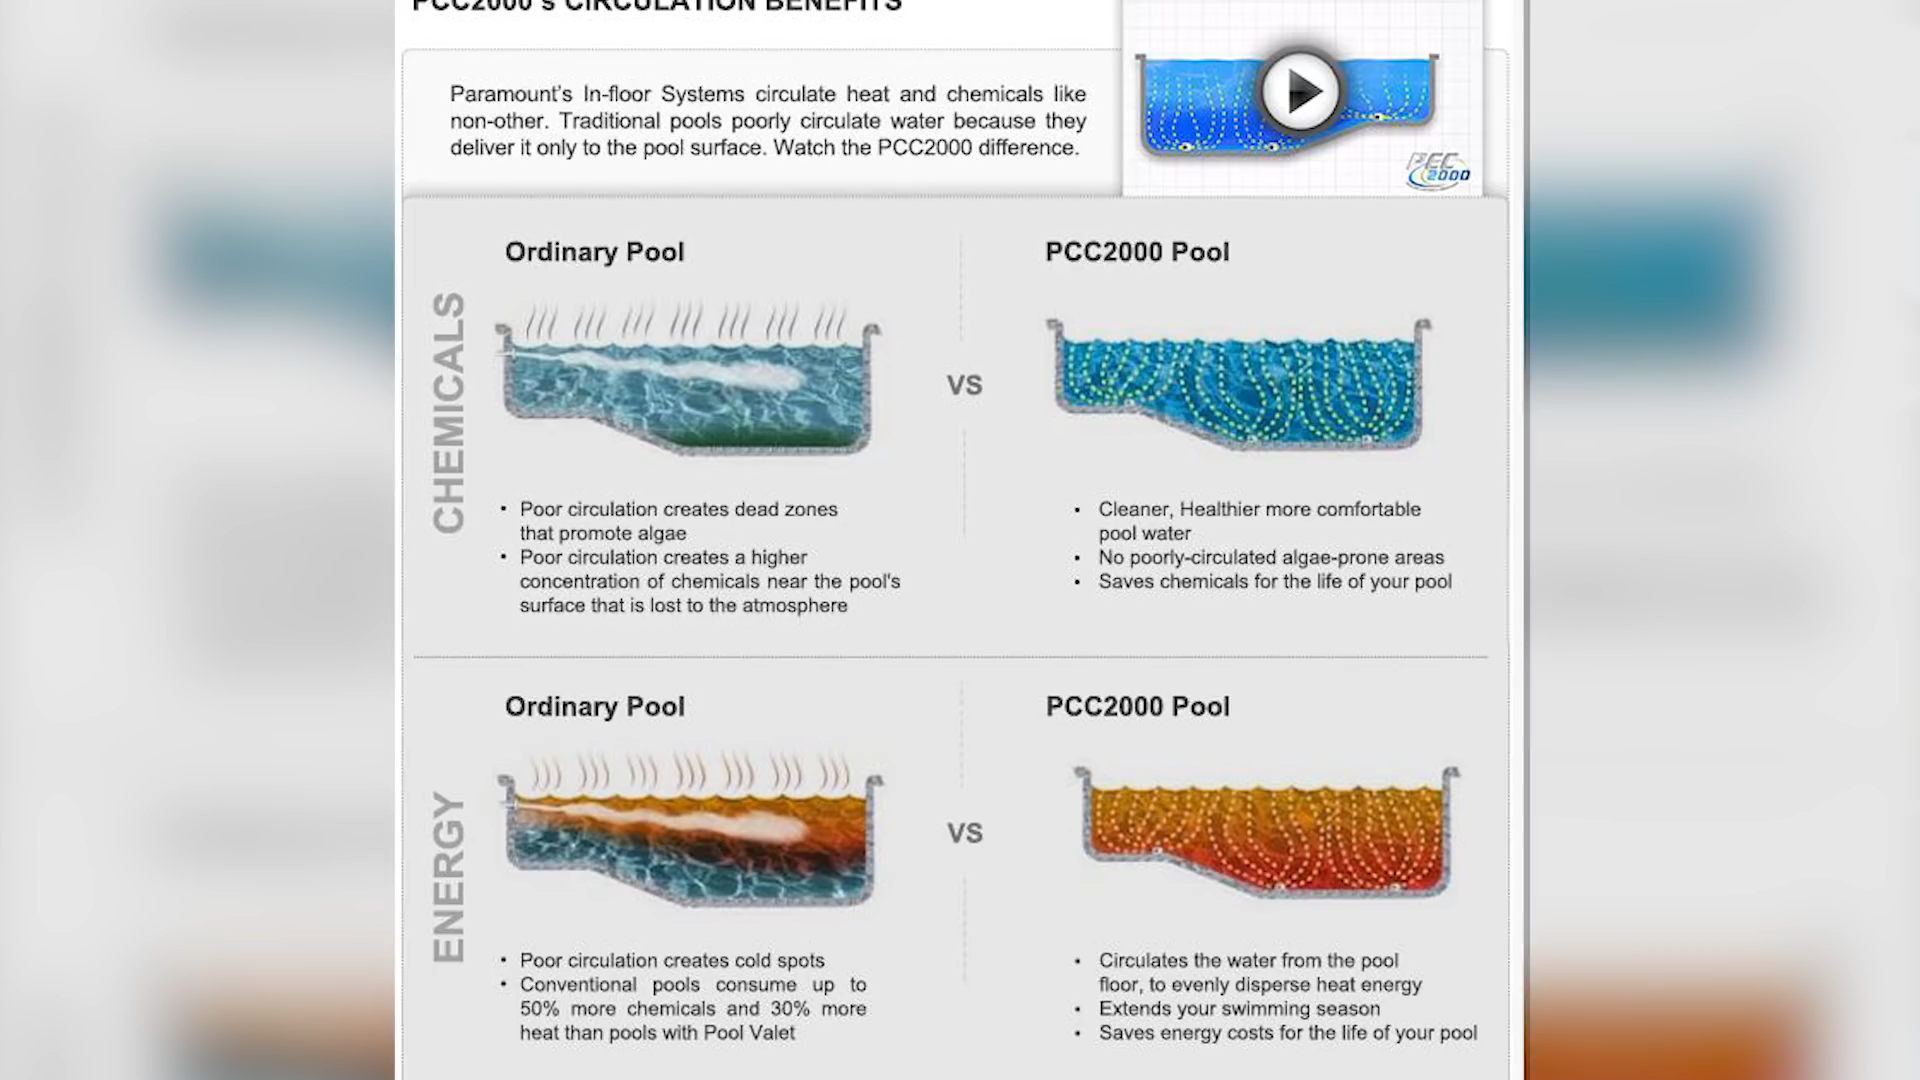 PCC2000's CIRCULATION BENEFITS
Paramount's In-floor Systems circulate heat and chemicals like
non-other. Traditional pools poorly circulate water because they
deliver it only to the pool surface. Watch the PCC2000 difference.
PCC
2000
CHEMICALS
Ordinary Pool
VS
PCC2000 Pool
• Poor circulation creates dead zones
that promote algae
• Poor circulation creates a higher
concentration of chemicals near the pool's
surface that is lost to the atmosphere
• Cleaner, Healthier more comfortable
pool water
• No poorly-circulated algae-prone areas
• Saves chemicals for the life of your pool
ENERGY
Ordinary Pool
VS
PCC2000 Pool
• Poor circulation creates cold spots
• Conventional pools consume up to
50% more chemicals and 30% more
heat than pools with Pool Valet
• Circulates the water from the pool
floor, to evenly disperse heat energy
• Extends your swimming season
• Saves energy costs for the life of your pool